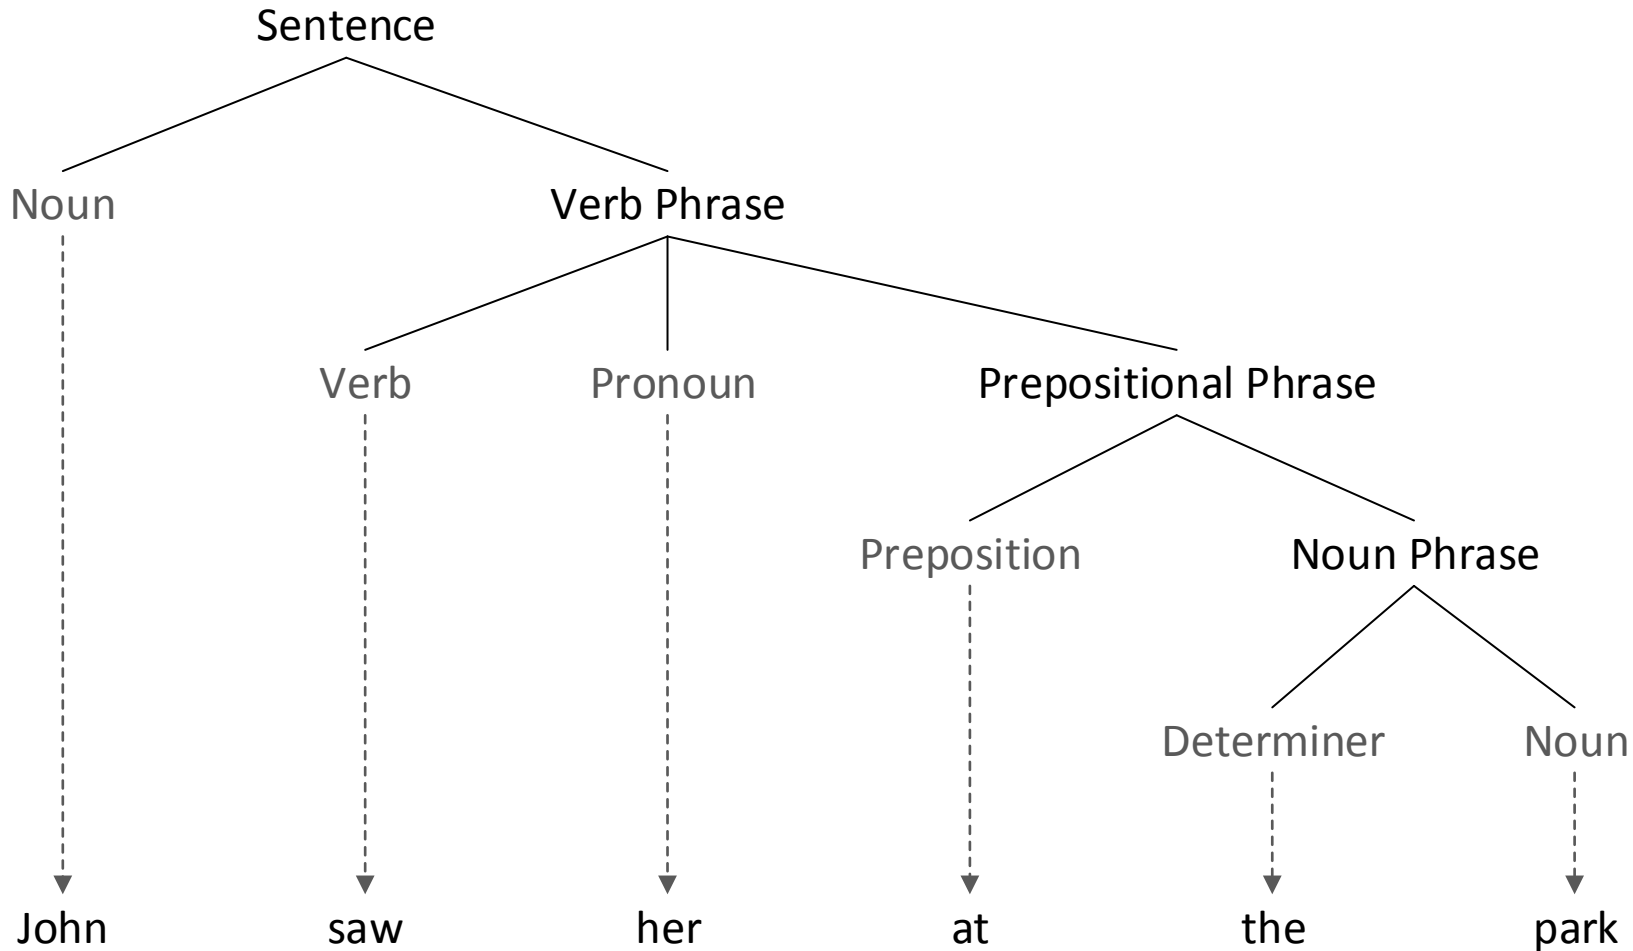 Sentence
Noun Verb Phrase
Verb Pronoun Prepositional Phrase
Preposition Noun Phrase
Determiner Noun
John saw her at the park